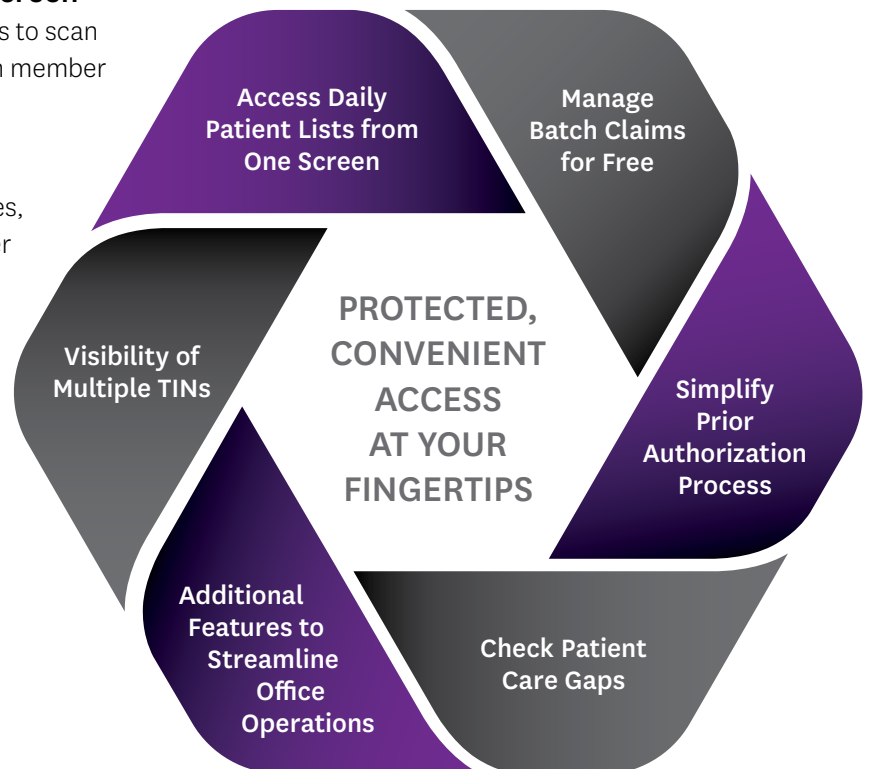 s to scan
member
es,
Access Daily
Patient Lists from
One Screen
Manage
Batch Claims
for Free
Simplify
Prior
Authorization
Process
Check Patient
Care Gaps
Additional
Features to
Streamline
Office
Operations
Visibility of
Multiple TINs
PROTECTED,
CONVENIENT
ACCESS
AT YOUR
FINGERTIPS